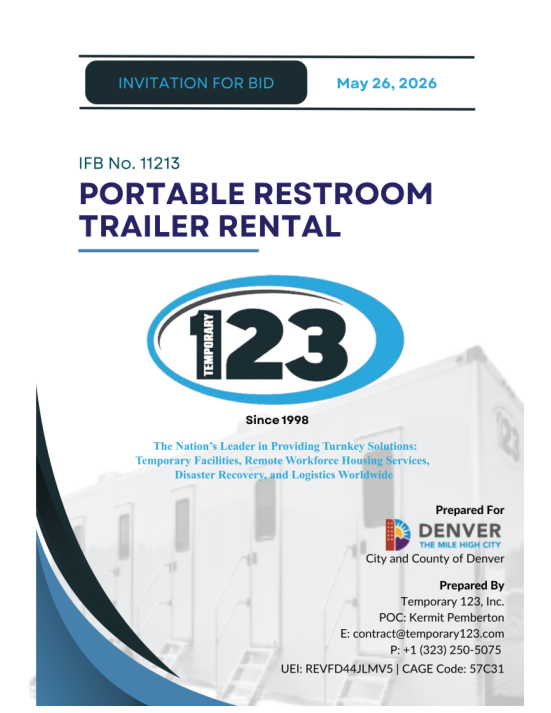 INVITATION FOR BID
May 26, 2026
IFB No. 11213
PORTABLE RESTROOM
TRAILER RENTAL
TEMPORARY
123
Since 1998
The Nation's Leader in Providing Turnkey Solutions:
Temporary Facilities, Remote Workforce Housing Services,
Disaster Recovery, and Logistics Worldwide
123
Prepared For
DENVER
THE MILE HIGH CITY
City and County of Denver
Prepared By
Temporary 123, Inc.
POC: Kermit Pemberton
E: contract@temporary123.com
P: +1 (323) 250-5075
UEI: REVFD44JLMV5 | CAGE Code: 57C31